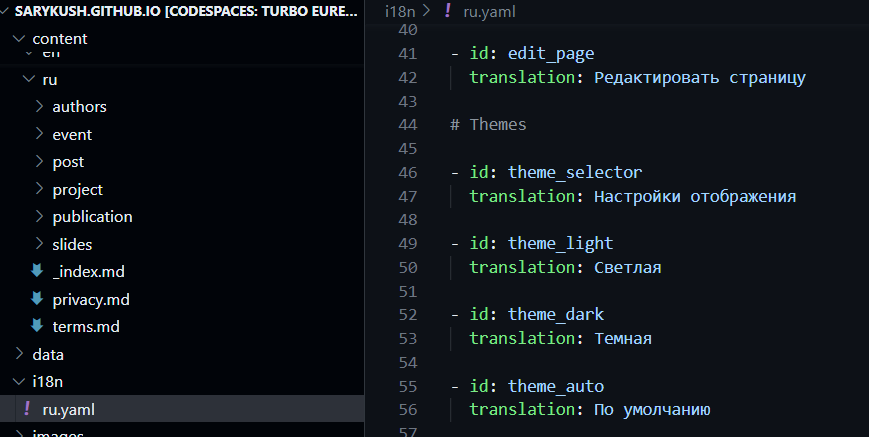 SARYKUSH.GITHUB.IO [CODESPACES: TURBO EURE...
content
en
ru
authors
event
post
project
publication
slides
_index.md
privacy.md
terms.md
data
i18n
! ru.yaml
images
i18n > ! ru.yaml
40
41 - id: edit_page
42 translation: Редактировать страницу
43
44 # Themes
45
46 - id: theme_selector
47 translation: Настройки отображения
48
49 - id: theme_light
50 translation: Светлая
51
52 - id: theme_dark
53 translation: Темная
54
55 - id: theme_auto
56 translation: По умолчанию
57